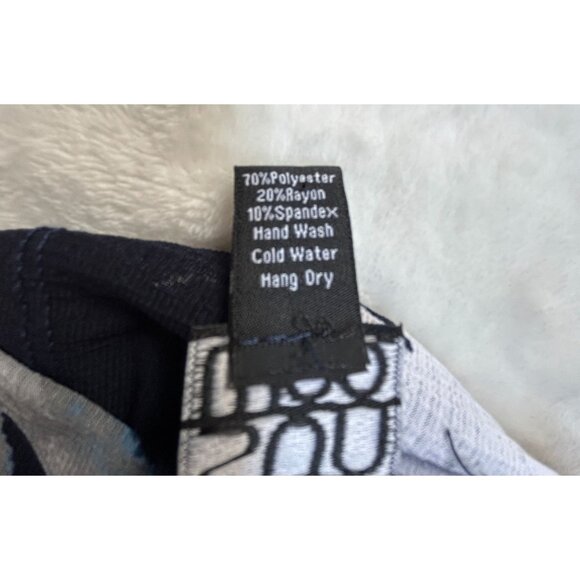 70%Polyester
20%Rayon
10%Spandex
Hand Wash
Cold Water
Hang Dry